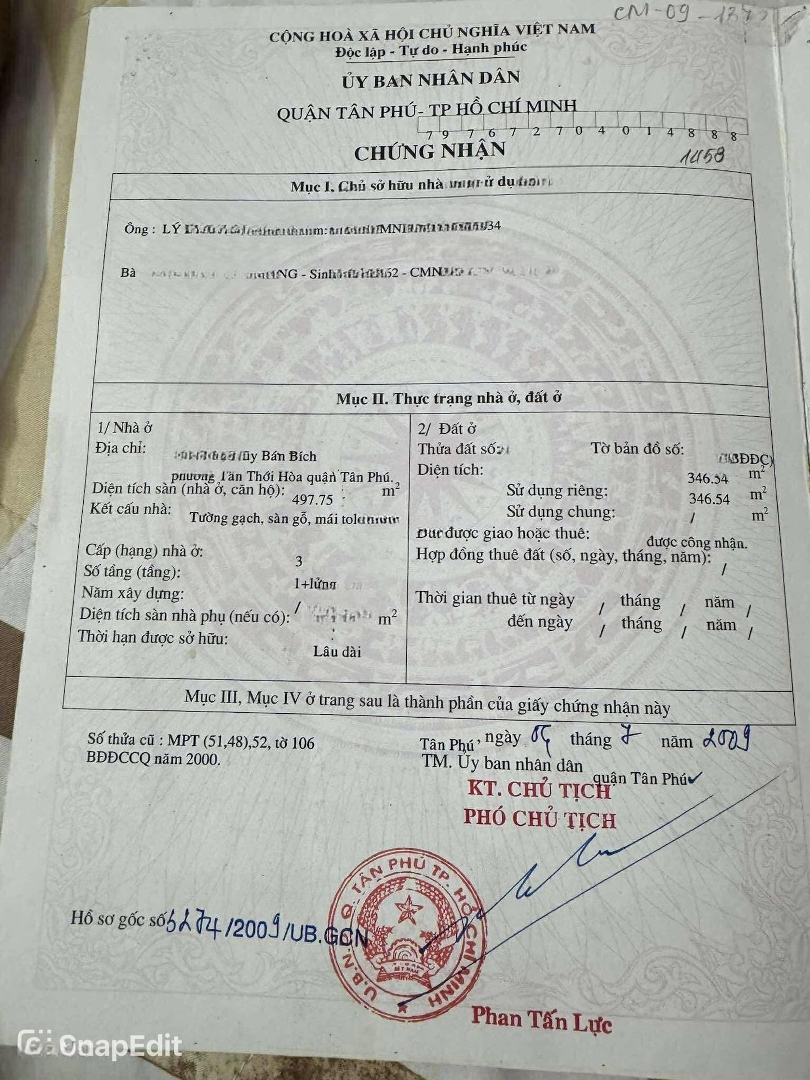 CM-09
CỘNG HOÀ XÃ HỘI CHỦ NGHĨA VIỆT NAM
Độc lập - Tự do - Hạnh phúc
ỦY BAN NHÂN DÂN
QUẬN TÂN PHÚ- TP HỒ CHÍ MINH
7 9 7 6 7 2 7 0 4 0 1 4 8 8 8
CHỨNG NHẬN
1458
Mục I. Chủ sở hữu nhà
Ông : LÝ
Bà
Mục II. Thực trạng nhà ở, đất ở
1/ Nhà ở
Địa chỉ: Bán Bích
phường Tân Thới Hòa quận Tân Phú.
Diện tích sàn (nhà ở, căn hộ): 497.75 m²
Kết cấu nhà: Tường gạch, sàn gỗ, mái
Cấp (hạng) nhà ở: 3
Số tầng (tầng): 1+lửng
Năm xây dựng: /
Diện tích sàn nhà phụ (nếu có): m²
Thời hạn được sở hữu: Lâu dài
2/ Đất ở
Thửa đất số: Tờ bản đồ số:
Diện tích: 346.54 m²
Sử dụng riêng: 346.54 m²
Sử dụng chung: / m²
được giao hoặc thuê: được công nhận.
Hợp đồng thuê đất (số, ngày, tháng, năm): /
Thời gian thuê từ ngày / tháng / năm /
đến ngày / tháng / năm /
Mục III, Mục IV ở trang sau là thành phần của giấy chứng nhận này
Số thửa cũ : MPT (51,48),52, tờ 106
BĐĐCCQ năm 2000.
Tân Phú, ngày tháng 7 năm 2009
TM. Ủy ban nhân dân quận Tân Phú
KT. CHỦ TỊCH
PHÓ CHỦ TỊCH
U.B.N.D Q. TÂN PHÚ TP. HỒ CHÍ MINH
Hồ sơ gốc số 5274/2009/UB.GCN
Phan Tấn Lực
SnapEdit